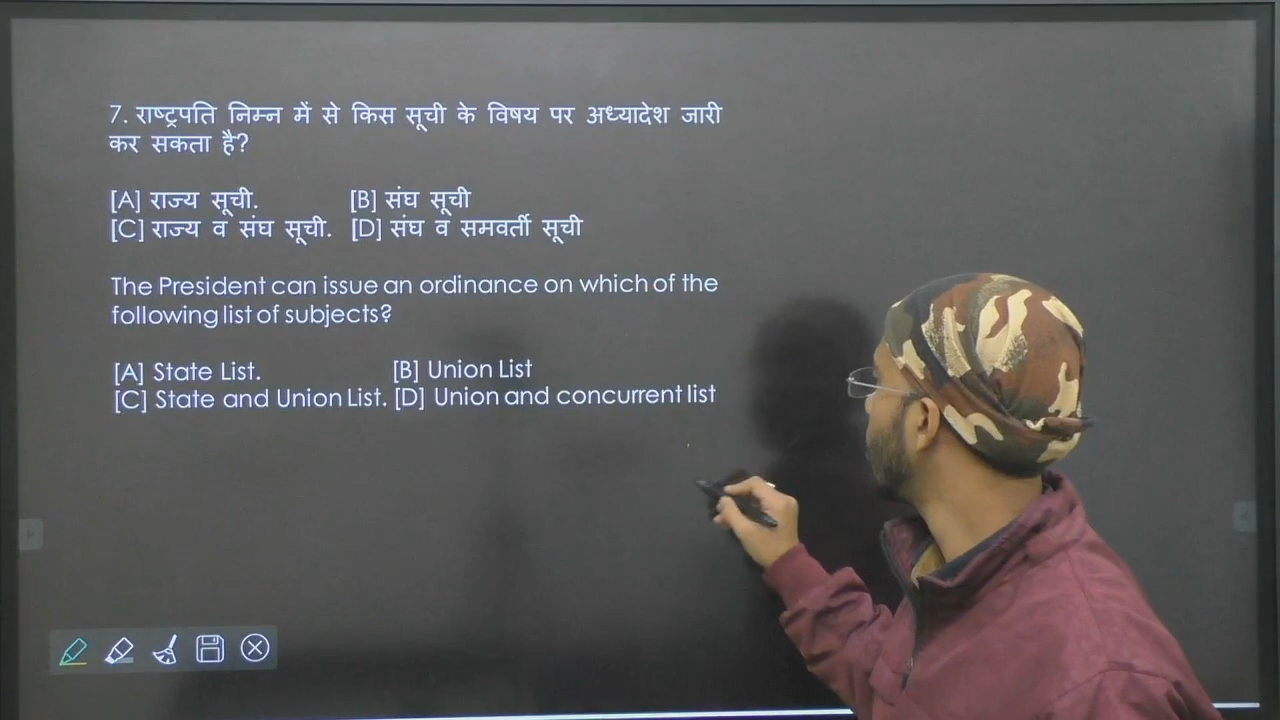 7. राष्ट्रपति निम्न में से किस सूची के विषय पर अध्यादेश जारी
कर सकता है?
[A] राज्य सूची. [B] संघ सूची
[C] राज्य व संघ सूची. [D] संघ व समवर्ती सूची
The President can issue an ordinance on which of the
following list of subjects?
[A] State List. [B] Union List
[C] State and Union List. [D] Union and concurrent list